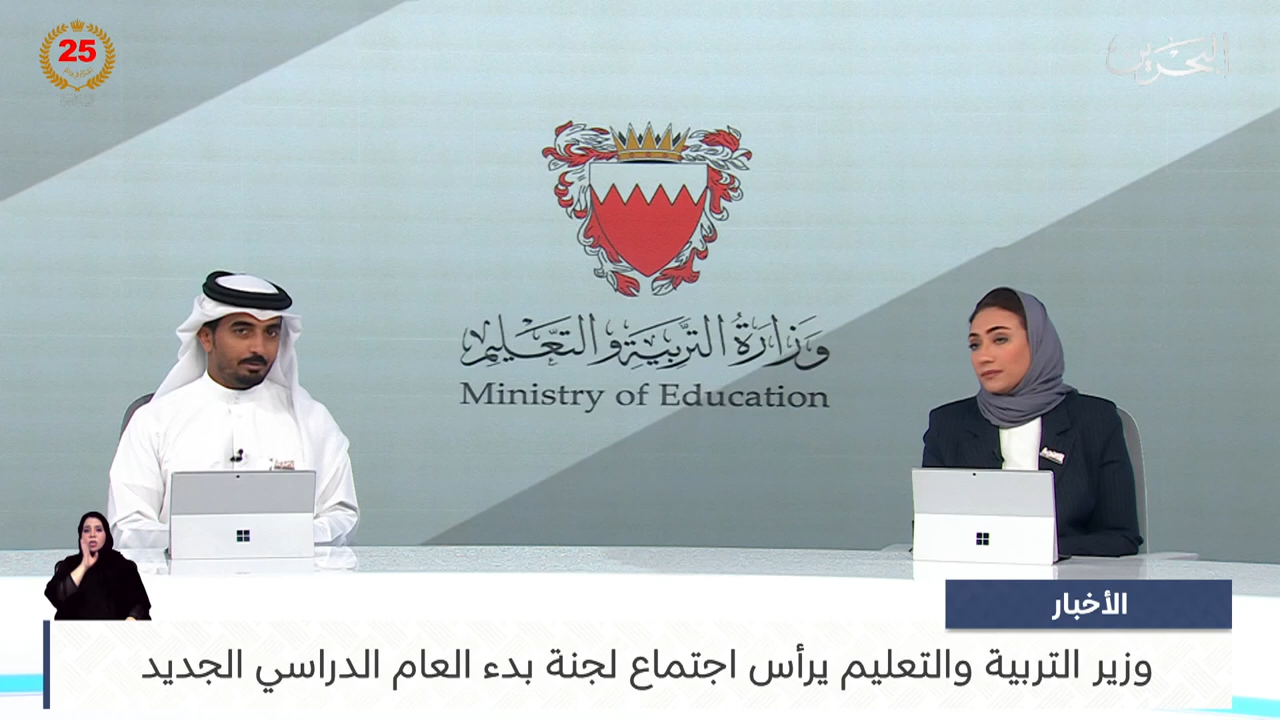 25
البحرين
وزارة التربية والتعليم
Ministry of Education
الأخبار
وزير التربية والتعليم يرأس اجتماع لجنة بدء العام الدراسي الجديد